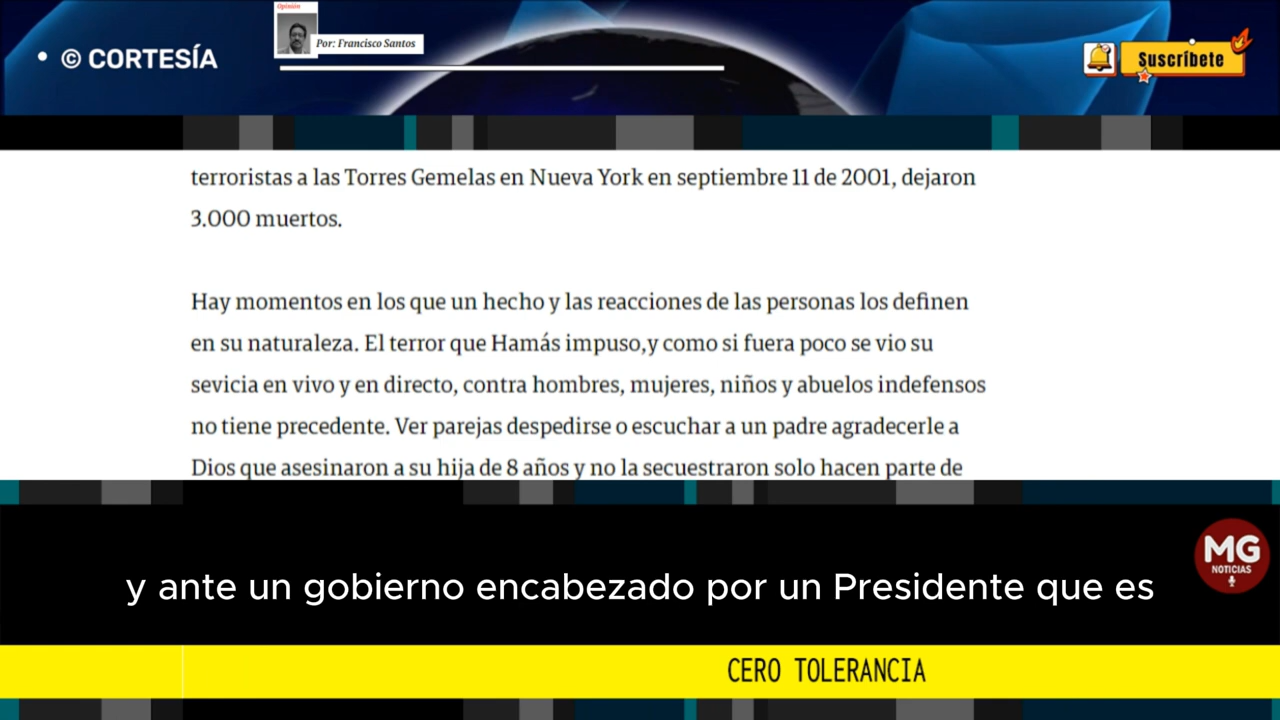 Opinión
Por: Francisco Santos
• © CORTESÍA
Suscríbete
terroristas a las Torres Gemelas en Nueva York en septiembre 11 de 2001, dejaron
3.000 muertos.
Hay momentos en los que un hecho y las reacciones de las personas los definen
en su naturaleza. El terror que Hamás impuso,y como si fuera poco se vio su
sevicia en vivo y en directo, contra hombres, mujeres, niños y abuelos indefensos
no tiene precedente. Ver parejas despedirse o escuchar a un padre agradecerle a
Dios que asesinaron a su hija de 8 años y no la secuestraron solo hacen parte de
MG
NOTICIAS
y ante un gobierno encabezado por un Presidente que es
CERO TOLERANCIA